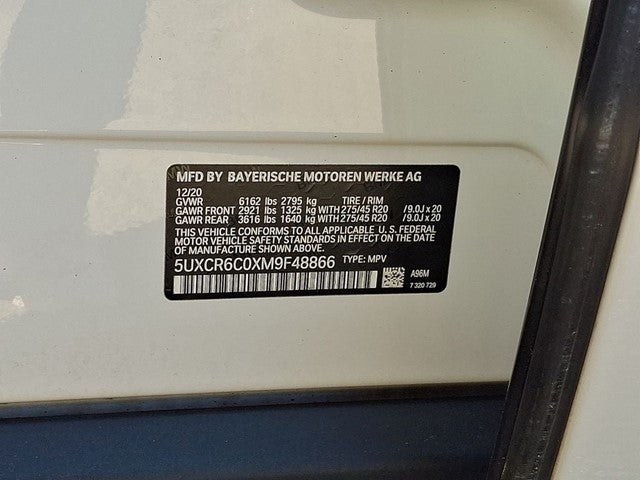 MFD BY BAYERISCHE MOTOREN WERKE AG
12/20
GVWR 6162 lbs 2795 kg TIRE / RIM
GAWR FRONT 2921 lbs 1325 kg WITH 275/45 R20 /9.0J x 20
GAWR REAR 3616 lbs 1640 kg WITH 275/45 R20 /9.0J x 20
THIS VEHICLE CONFORMS TO ALL APPLICABLE U. S. FEDERAL
MOTOR VEHICLE SAFETY STANDARDS IN EFFECT ON THE DATE
OF MANUFACTURE SHOWN ABOVE.
5UXCR6C0XM9F48866 TYPE: MPV
A96M
7 320 729